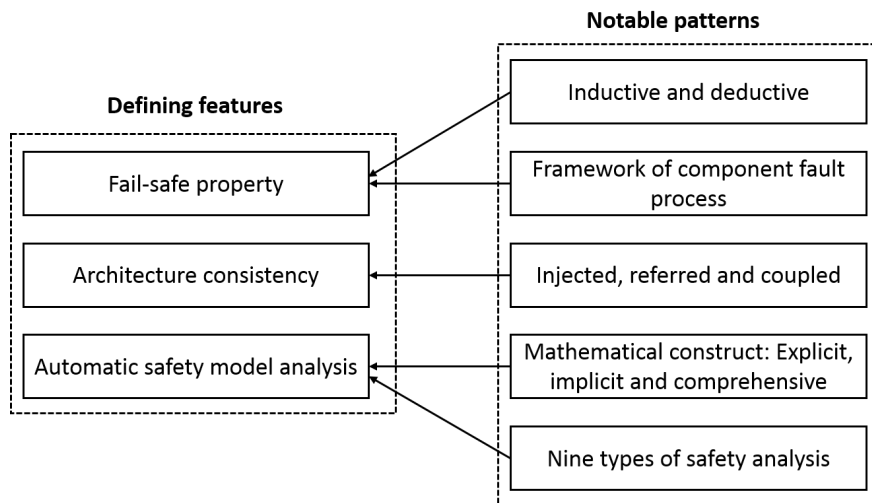 Notable patterns
Inductive and deductive
Defining features
Fail-safe property
Framework of component fault
process
Architecture consistency
Injected, referred and coupled
Automatic safety model analysis
Mathematical construct: Explicit,
implicit and comprehensive
Nine types of safety analysis